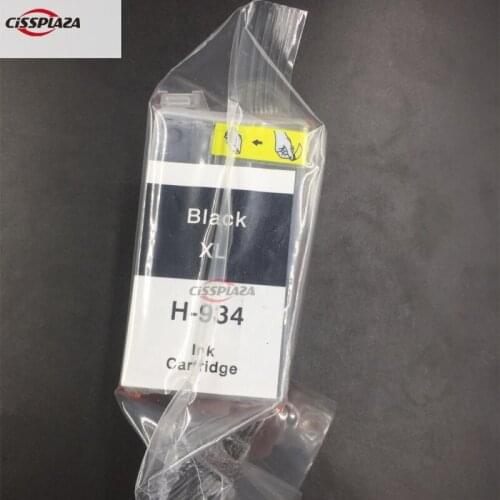 CiSSPLAZA
Black
XL
CiSSPLAZA
H-934
Ink
Cartridge